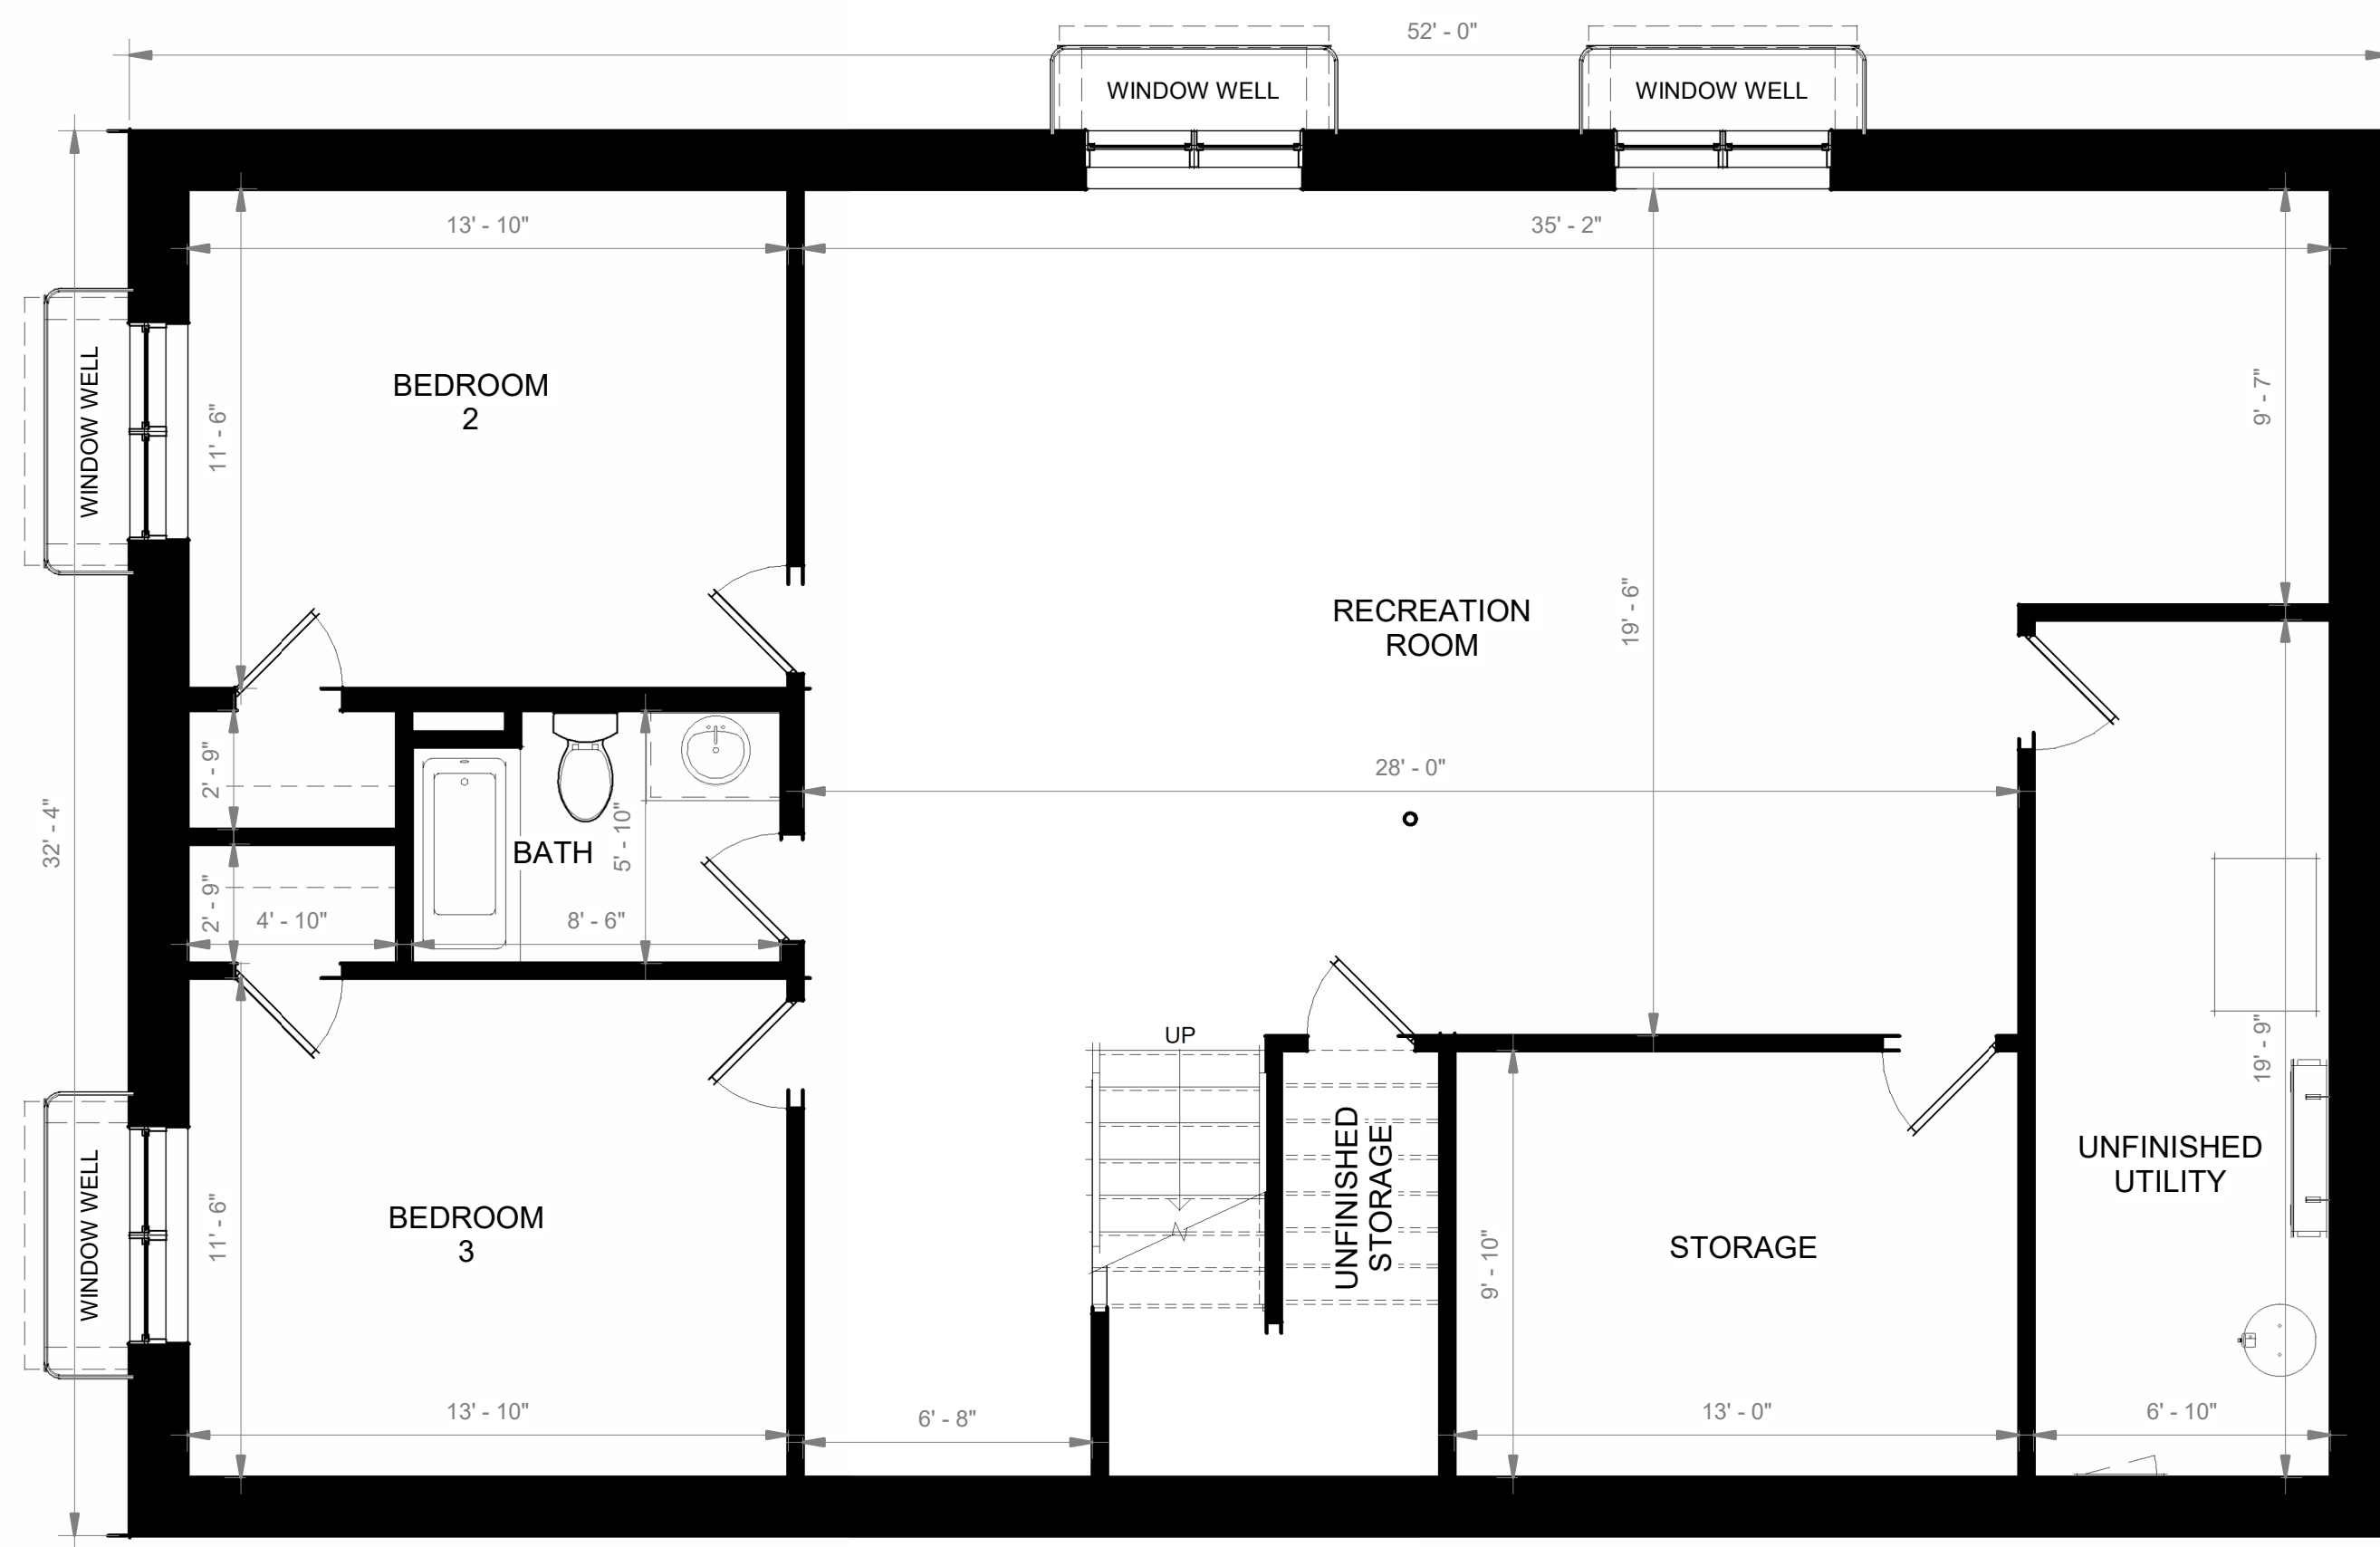 52' - 0"
WINDOW WELL
WINDOW WELL
13' - 10"
35' - 2"
WINDOW WELL
11' - 6"
BEDROOM
2
9' - 7"
RECREATION
ROOM
19' - 6"
32' - 4"
2' - 9"
28' - 0"
BATH
5' - 10"
2' - 9"
4' - 10"
8' - 6"
UP
19' - 9"
WINDOW WELL
11' - 6"
BEDROOM
3
UNFINISHED
STORAGE
9' - 10"
STORAGE
UNFINISHED
UTILITY
13' - 10"
6' - 8"
13' - 0"
6' - 10"